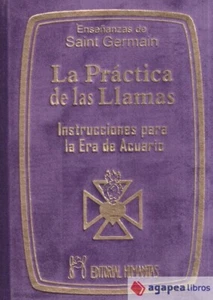 Enseñanzas de
Saint Germain
La Práctica
de las Llamas
Instrucciones para
la Era de Acuario
EDITORIAL HUMANITAS
agapea libros